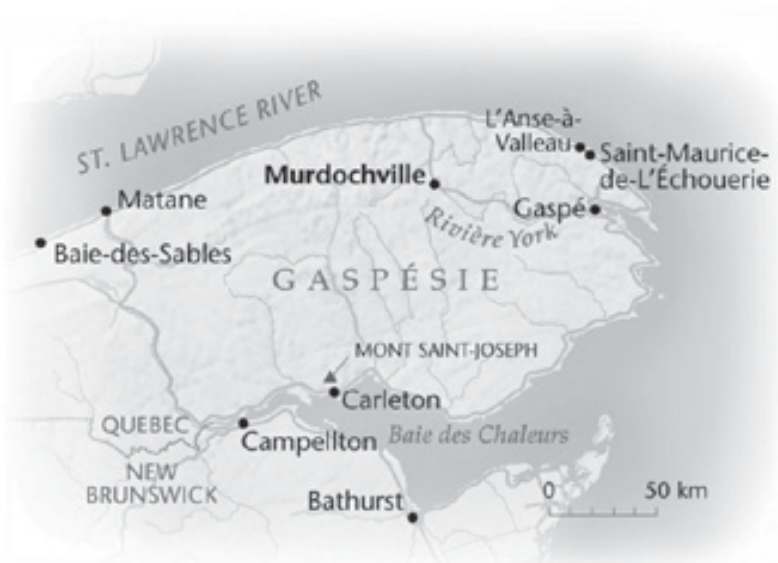 ST. LAWRENCE RIVER
L'Anse-à-
Valleau
Saint-Maurice-
de-L'Échouerie
Murdochville
Matane
Gaspé
Rivière York
Baie-des-Sables
GASPÉSIE
MONT SAINT-JOSEPH
Carleton
QUEBEC
Campellton
Baie des Chaleurs
NEW
BRUNSWICK
Bathurst
0 50 km